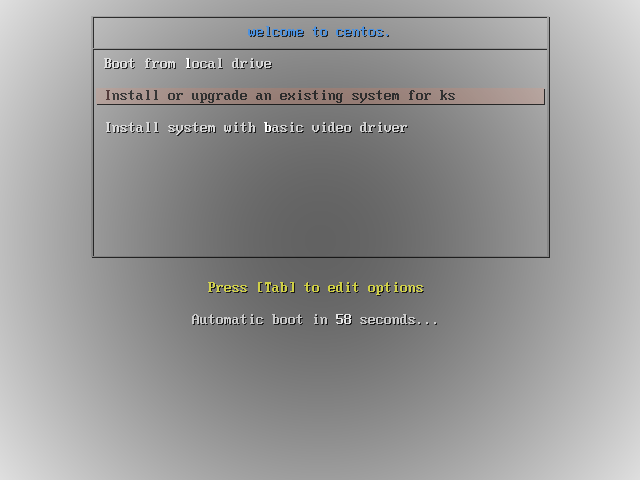 welcome to centos.
Boot from local drive
Install or upgrade an existing system for ks
Install system with basic video driver
Press [Tab] to edit options
Automatic boot in 58 seconds...